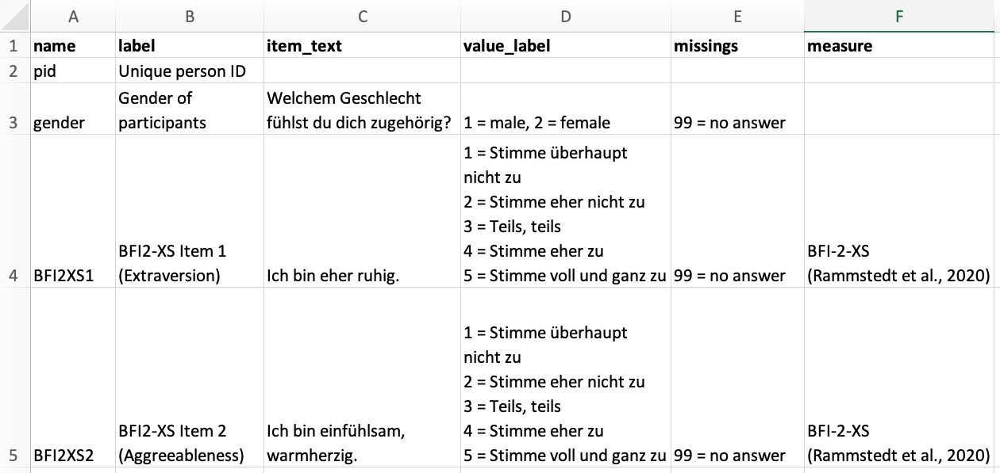 A B C D E F
1 name label item_text value_label missings measure
2 pid Unique person ID
Gender of
participants
Welchem Geschlecht
fühlst du dich zugehörig?
3 gender 1 = male, 2 = female 99 = no answer
1 = Stimme überhaupt
nicht zu
2 = Stimme eher nicht zu
3 = Teils, teils
4 = Stimme eher zu
5 = Stimme voll und ganz zu
BFI2-XS Item 1
(Extraversion)
4 BFI2XS1 Ich bin eher ruhig. 99 = no answer
BFI-2-XS
(Rammstedt et al., 2020)
1 = Stimme überhaupt
nicht zu
2 = Stimme eher nicht zu
3 = Teils, teils
4 = Stimme eher zu
5 = Stimme voll und ganz zu
BFI2-XS Item 2
(Aggreeableness)
Ich bin einfühlsam,
warmherzig.
5 BFI2XS2 99 = no answer
BFI-2-XS
(Rammstedt et al., 2020)